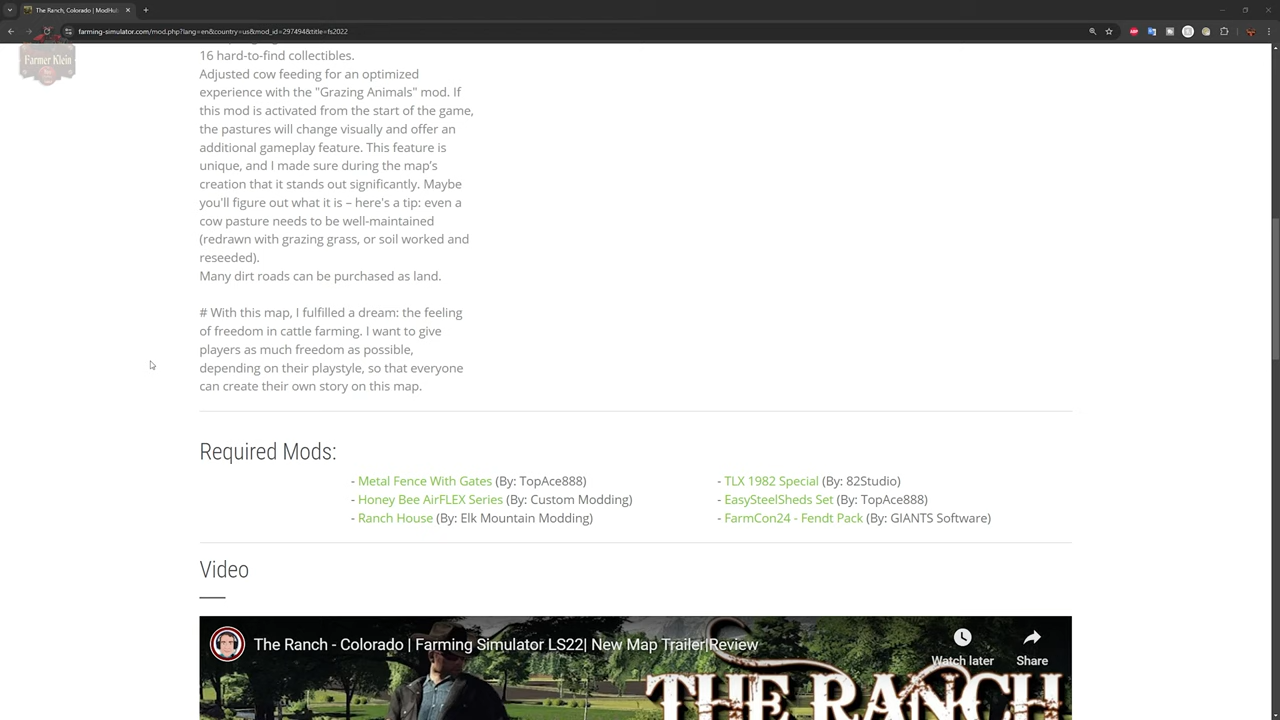 The Ranch, Colorado | ModHub
farming-simulator.com/mod.php?lang=en&country=us&mod_id=297494&title=fs2022
Farmer Klein
16 hard-to-find collectibles.
Adjusted cow feeding for an optimized
experience with the "Grazing Animals" mod. If
this mod is activated from the start of the game,
the pastures will change visually and offer an
additional gameplay feature. This feature is
unique, and I made sure during the map's
creation that it stands out significantly. Maybe
you'll figure out what it is – here's a tip: even a
cow pasture needs to be well-maintained
(redrawn with grazing grass, or soil worked and
reseeded).
Many dirt roads can be purchased as land.
# With this map, I fulfilled a dream: the feeling
of freedom in cattle farming. I want to give
players as much freedom as possible,
depending on their playstyle, so that everyone
can create their own story on this map.
Required Mods:
- Metal Fence With Gates (By: TopAce888)
- Honey Bee AirFLEX Series (By: Custom Modding)
- Ranch House (By: Elk Mountain Modding)
- TLX 1982 Special (By: 82Studio)
- EasySteelSheds Set (By: TopAce888)
- FarmCon24 - Fendt Pack (By: GIANTS Software)
Video
The Ranch - Colorado | Farming Simulator LS22| New Map Trailer|Review
Watch later
Share
THE RANCH